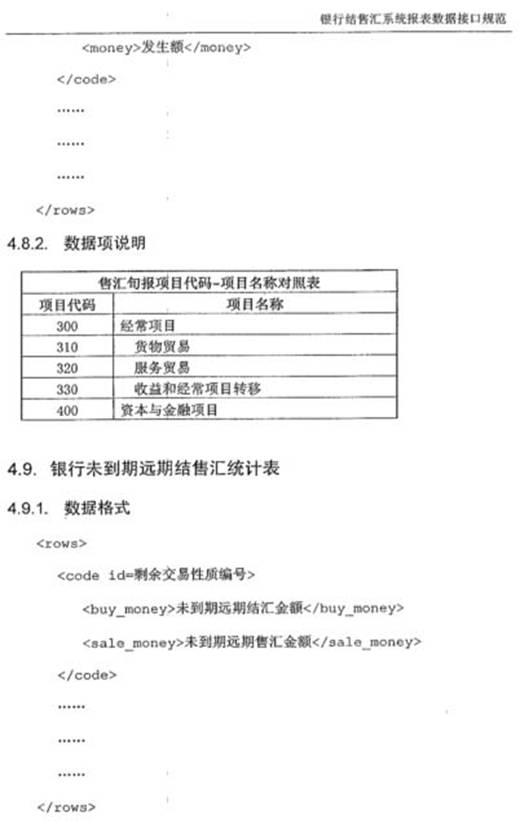 银行结售汇系统报表数据接口规范
<money>发生额</money>
</code>
……
……
……
</rows>
4.8.2. 数据项说明
售汇旬报项目代码-项目名称对照表
项目代码 项目名称
300 经常项目
310 货物贸易
320 服务贸易
330 收益和经常项目转移
400 资本与金融项目
4.9. 银行未到期远期结售汇统计表
4.9.1. 数据格式
<rows>
<code id=剩余交易性质编号>
<buy_money>未到期远期结汇金额</buy_money>
<sale_money>未到期远期售汇金额</sale_money>
</code>
……
……
……
</rows>